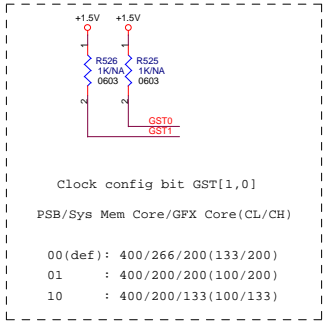 +1.5V +1.5V
1 1
R526 R525
1K/NA 1K/NA
0603 0603
2 2
GST0
GST1
Clock config bit GST[1,0]
PSB/Sys Mem Core/GFX Core(CL/CH)
00(def): 400/266/200(133/200)
01 : 400/200/200(100/200)
10 : 400/200/133(100/133)